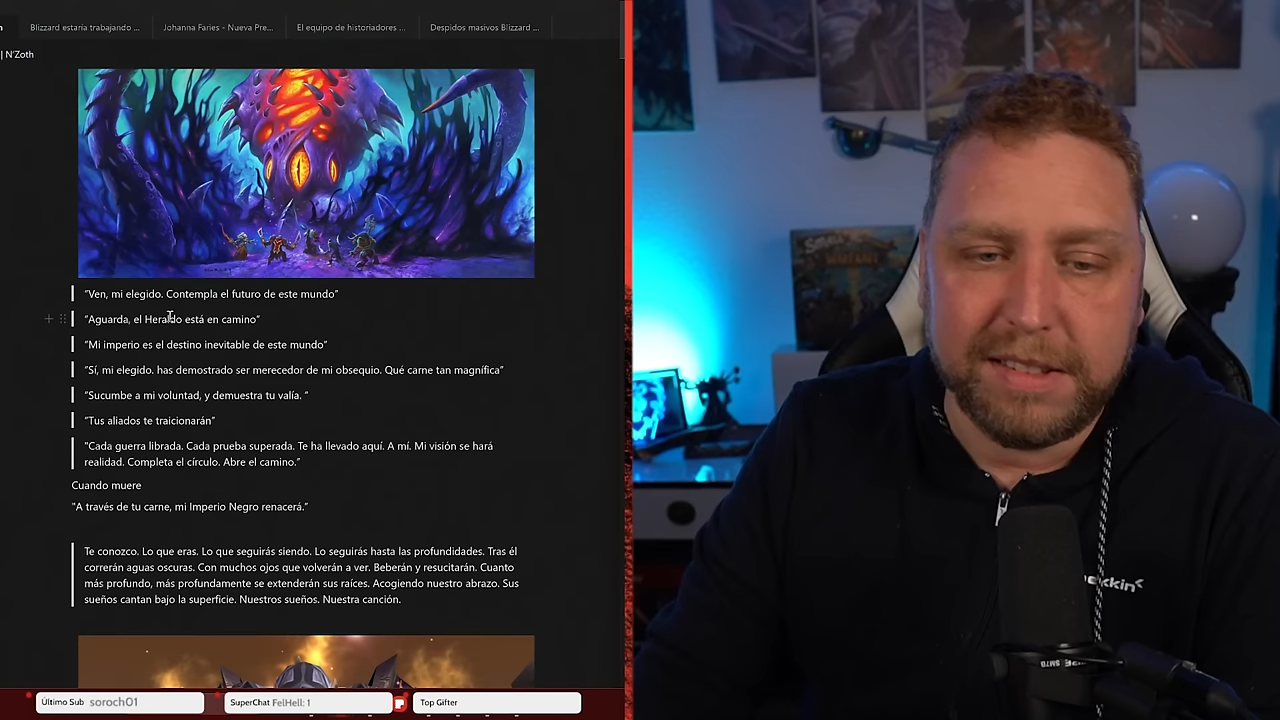 Blizzard estaría trabajando ...
Johanna Faries - Nueva Pre...
El equipo de historiadores ...
Despidos masivos Blizzard ...
| N'Zoth
"Ven, mi elegido. Contempla el futuro de este mundo"
"Aguarda, el Heraldo está en camino"
"Mi imperio es el destino inevitable de este mundo"
"Sí, mi elegido. has demostrado ser merecedor de mi obsequio. Qué carne tan magnífica"
"Sucumbe a mi voluntad, y demuestra tu valía. "
"Tus aliados te traicionarán"
"Cada guerra librada. Cada prueba superada. Te ha llevado aquí. A mí. Mi visión se hará
realidad. Completa el círculo. Abre el camino."
Cuando muere
"A través de tu carne, mi Imperio Negro renacerá."
Te conozco. Lo que eras. Lo que seguirás siendo. Lo seguirás hasta las profundidades. Tras él
correrán aguas oscuras. Con muchos ojos que volverán a ver. Beberán y resucitarán. Cuanto
más profundo, más profundamente se extenderán sus raíces. Acogiendo nuestro abrazo. Sus
sueños cantan bajo la superficie. Nuestros sueños. Nuestra canción.
Último Sub soroch01
SuperChat FelHell: 1
Top Gifter
SM7B